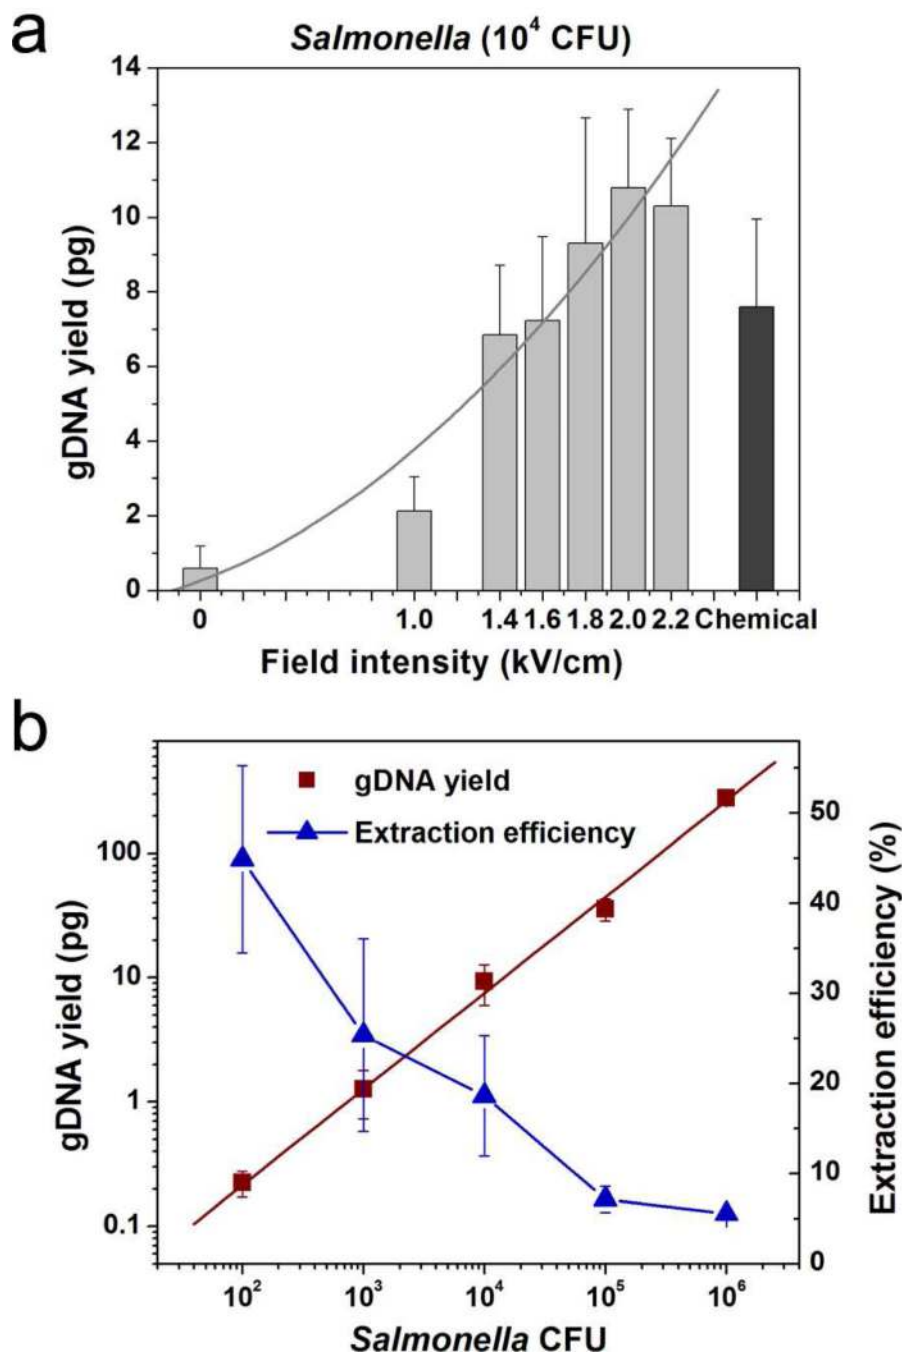 a
Salmonella (10⁴ CFU)
14
12
10
8
6
4
2
0
gDNA yield (pg)
0 1.0 1.4 1.6 1.8 2.0 2.2 Chemical
Field intensity (kV/cm)
b
gDNA yield
Extraction efficiency
100
10
1
0.1
gDNA yield (pg)
50
40
30
20
10
0
Extraction efficiency (%)
10² 10³ 10⁴ 10⁵ 10⁶
Salmonella CFU